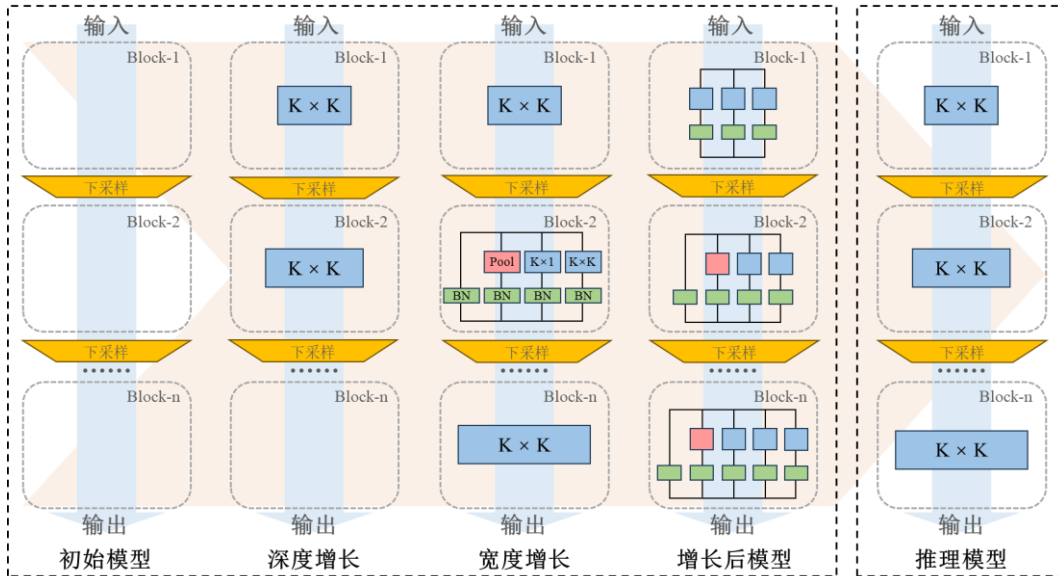 输入
Block-1
下采样
Block-2
下采样
······
Block-n
输出
初始模型
输入
Block-1
K × K
下采样
Block-2
K × K
下采样
······
Block-n
输出
深度增长
输入
Block-1
K × K
下采样
Block-2
Pool
K×1
K×K
BN
BN
BN
BN
下采样
······
Block-n
K × K
输出
宽度增长
输入
Block-1
下采样
Block-2
下采样
······
Block-n
输出
增长后模型
输入
Block-1
K × K
下采样
Block-2
K × K
下采样
······
Block-n
K × K
输出
推理模型